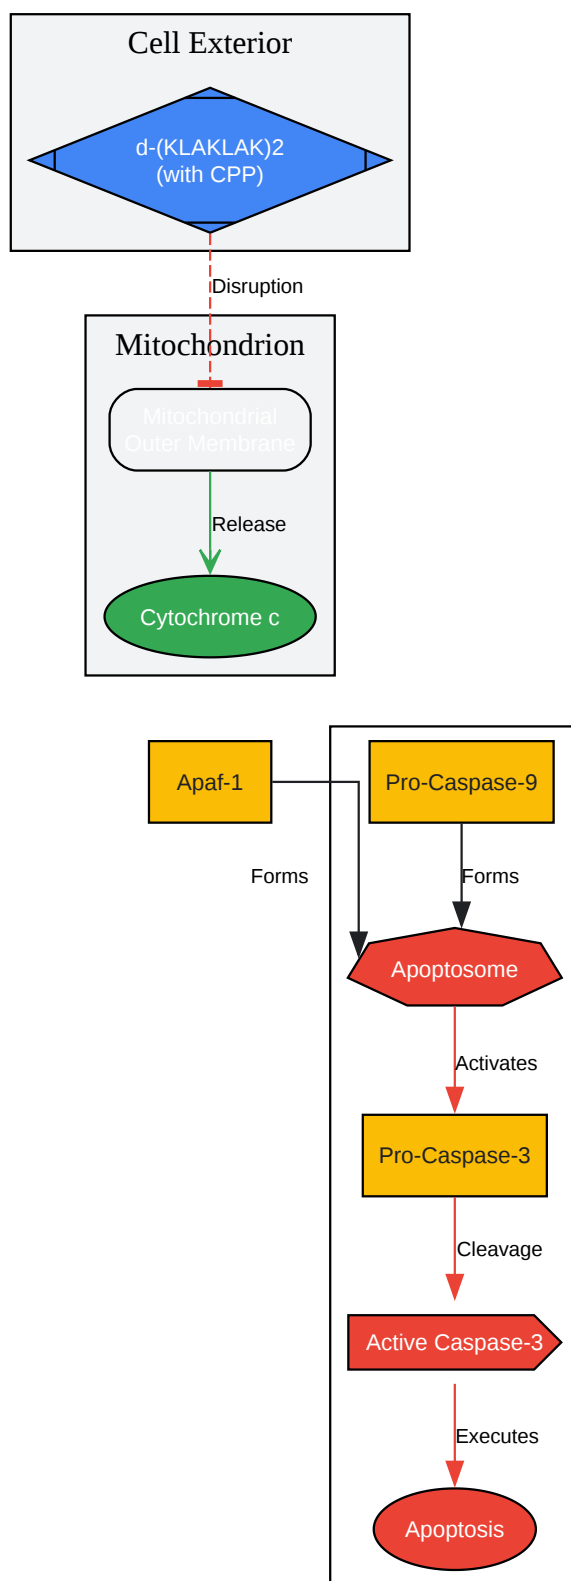 Cell Exterior
d-(KLAKLAK)2
(with CPP)
Disruption
Mitochondrion
Mitochondrial
Outer Membrane
Release
Cytochrome c
Apaf-1
Pro-Caspase-9
Forms
Forms
Apoptosome
Activates
Pro-Caspase-3
Cleavage
Active Caspase-3
Executes
Apoptosis